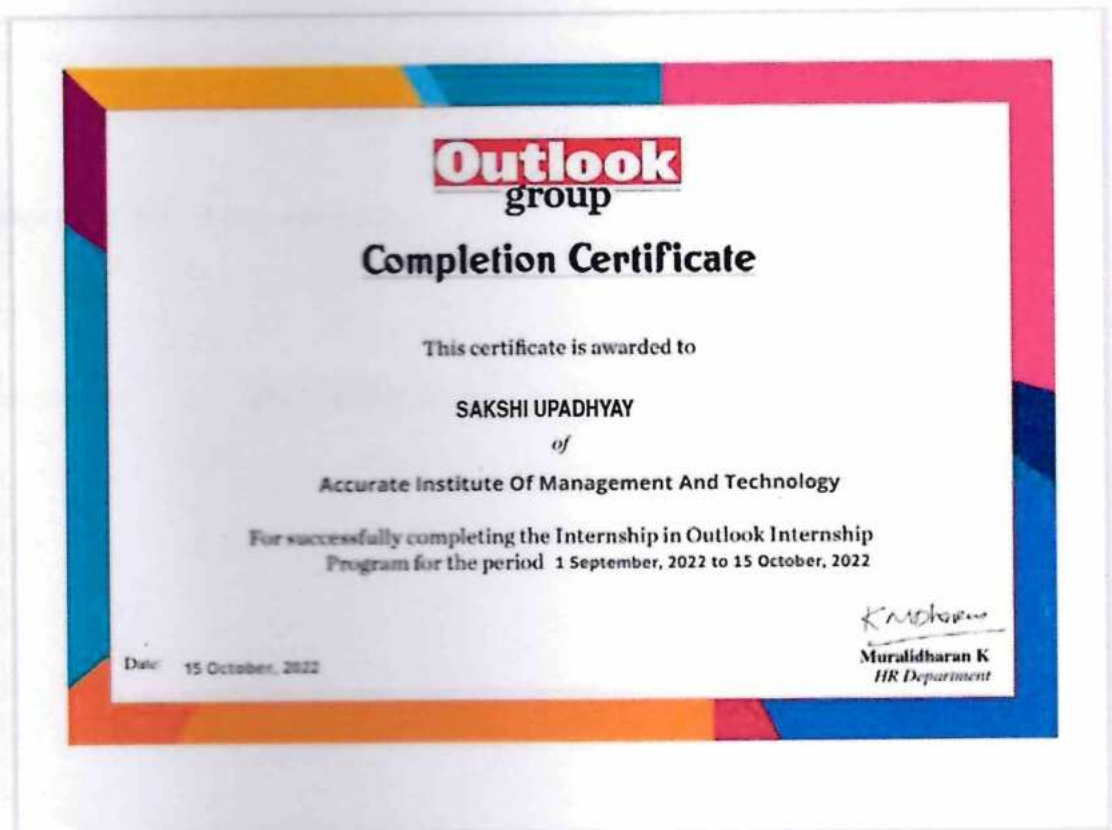 Outlook
group
Completion Certificate
This certificate is awarded to
SAKSHI UPADHYAY
of
Accurate Institute Of Management And Technology
For successfully completing the Internship in Outlook Internship
Program for the period 1 September, 2022 to 15 October, 2022
Date: 15 October, 2022
Muralidharan K
HR Department